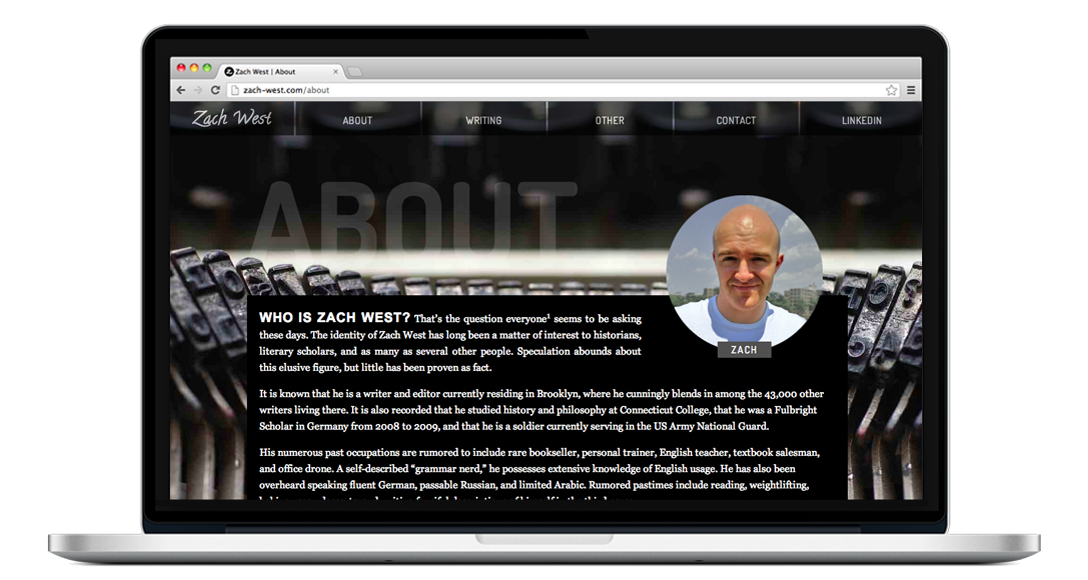 Zach West | About
zach-west.com/about
Zach West
ABOUT
WRITING
OTHER
CONTACT
LINKEDIN
ABOUT
WHO IS ZACH WEST? That's the question everyone¹ seems to be asking
these days. The identity of Zach West has long been a matter of interest to historians,
literary scholars, and as many as several other people. Speculation abounds about
this elusive figure, but little has been proven as fact.
ZACH
It is known that he is a writer and editor currently residing in Brooklyn, where he cunningly blends in among the 43,000 other
writers living there. It is also recorded that he studied history and philosophy at Connecticut College, that he was a Fulbright
Scholar in Germany from 2008 to 2009, and that he is a soldier currently serving in the US Army National Guard.
His numerous past occupations are rumored to include rare bookseller, personal trainer, English teacher, textbook salesman,
and office drone. A self-described “grammar nerd,” he possesses extensive knowledge of English usage. He has also been
overheard speaking fluent German, passable Russian, and limited Arabic. Rumored pastimes include reading, weightlifting,